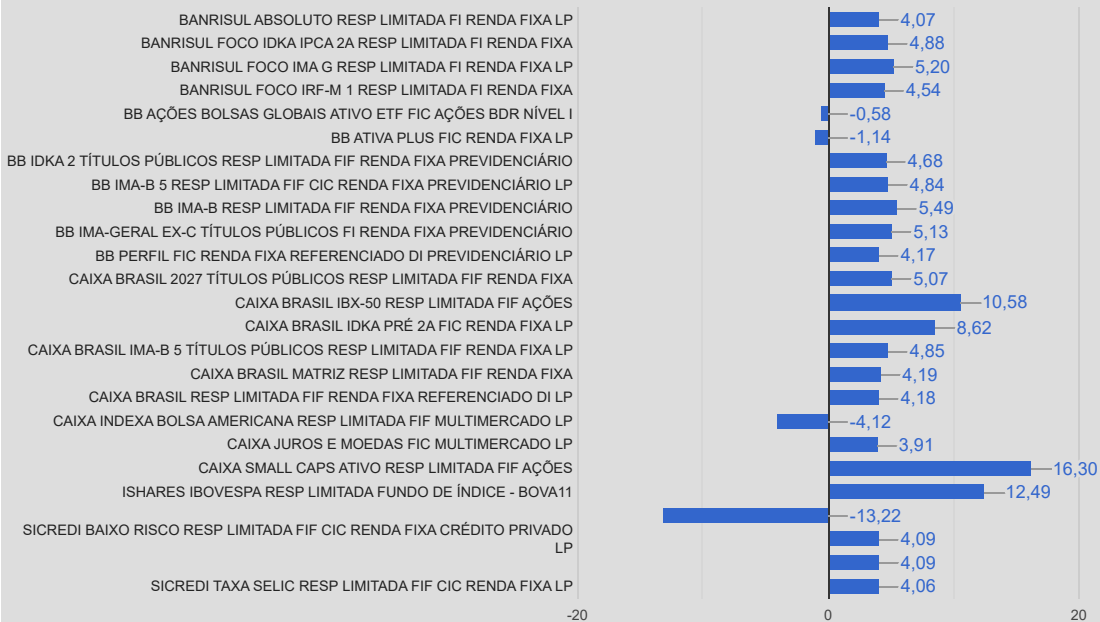 BANRISUL ABSOLUTO RESP LIMITADA FI RENDA FIXA LP 4,07
BANRISUL FOCO IDKA IPCA 2A RESP LIMITADA FI RENDA FIXA 4,88
BANRISUL FOCO IMA G RESP LIMITADA FI RENDA FIXA LP 5,20
BANRISUL FOCO IRF-M 1 RESP LIMITADA FI RENDA FIXA 4,54
BB AÇÕES BOLSAS GLOBAIS ATIVO ETF FIC AÇÕES BDR NÍVEL I -0,58
BB ATIVA PLUS FIC RENDA FIXA LP -1,14
BB IDKA 2 TÍTULOS PÚBLICOS RESP LIMITADA FIF RENDA FIXA PREVIDENCIÁRIO 4,68
BB IMA-B 5 RESP LIMITADA FIF CIC RENDA FIXA PREVIDENCIÁRIO LP 4,84
BB IMA-B RESP LIMITADA FIF RENDA FIXA PREVIDENCIÁRIO 5,49
BB IMA-GERAL EX-C TÍTULOS PÚBLICOS FI RENDA FIXA PREVIDENCIÁRIO 5,13
BB PERFIL FIC RENDA FIXA REFERENCIADO DI PREVIDENCIÁRIO LP 4,17
CAIXA BRASIL 2027 TÍTULOS PÚBLICOS RESP LIMITADA FIF RENDA FIXA 5,07
CAIXA BRASIL IBX-50 RESP LIMITADA FIF AÇÕES 10,58
CAIXA BRASIL IDKA PRÉ 2A FIC RENDA FIXA LP 8,62
CAIXA BRASIL IMA-B 5 TÍTULOS PÚBLICOS RESP LIMITADA FIF RENDA FIXA LP 4,85
CAIXA BRASIL MATRIZ RESP LIMITADA FIF RENDA FIXA 4,19
CAIXA BRASIL RESP LIMITADA FIF RENDA FIXA REFERENCIADO DI LP 4,18
CAIXA INDEXA BOLSA AMERICANA RESP LIMITADA FIF MULTIMERCADO LP -4,12
CAIXA JUROS E MOEDAS FIC MULTIMERCADO LP 3,91
CAIXA SMALL CAPS ATIVO RESP LIMITADA FIF AÇÕES 16,30
ISHARES IBOVESPA RESP LIMITADA FUNDO DE ÍNDICE - BOVA11 12,49
-13,22
SICREDI BAIXO RISCO RESP LIMITADA FIF CIC RENDA FIXA CRÉDITO PRIVADO
LP 4,09
4,09
SICREDI TAXA SELIC RESP LIMITADA FIF CIC RENDA FIXA LP 4,06
-20 0 20